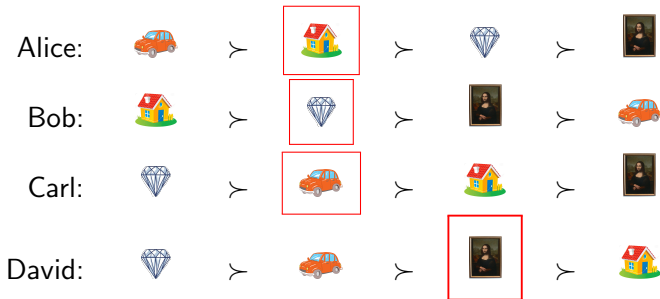 Alice: ≻ ≻ ≻
Bob: ≻ ≻ ≻
Carl: ≻ ≻ ≻
David: ≻ ≻ ≻